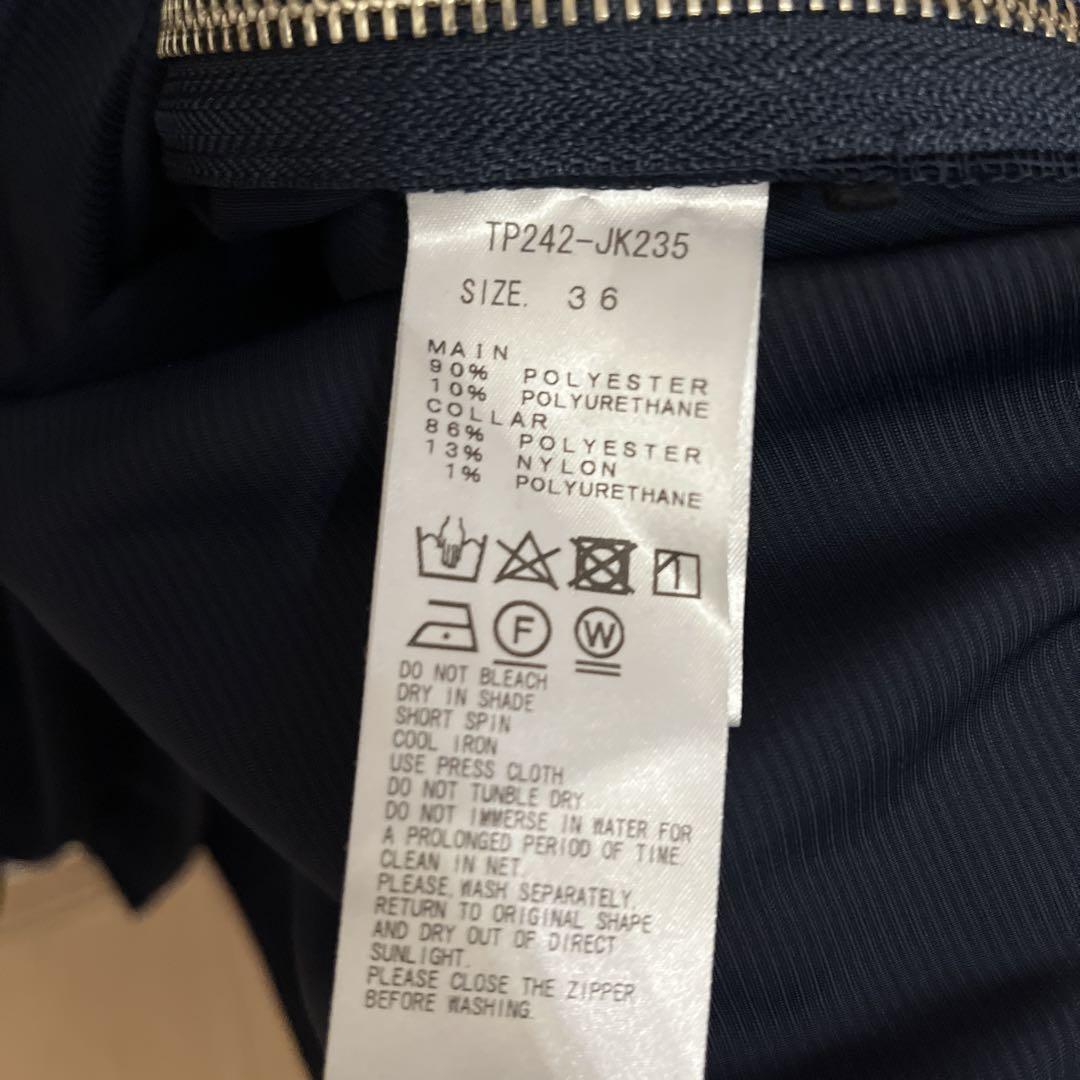 TP242-JK235
SIZE. 36
MAIN
90% POLYESTER
10% POLYURETHANE
COLLAR
86% POLYESTER
13% NYLON
1% POLYURETHANE
F W
DO NOT BLEACH
DRY IN SHADE
SHORT SPIN
COOL IRON
USE PRESS CLOTH
DO NOT TUNBLE DRY
DO NOT IMMERSE IN WATER FOR
A PROLONGED PERIOD OF TIME
CLEAN IN NET.
PLEASE.WASH SEPARATELY.
RETURN TO ORIGINAL SHAPE
AND DRY OUT OF DIRECT
SUNLIGHT.
PLEASE CLOSE THE ZIPPER
BEFORE WASHING.